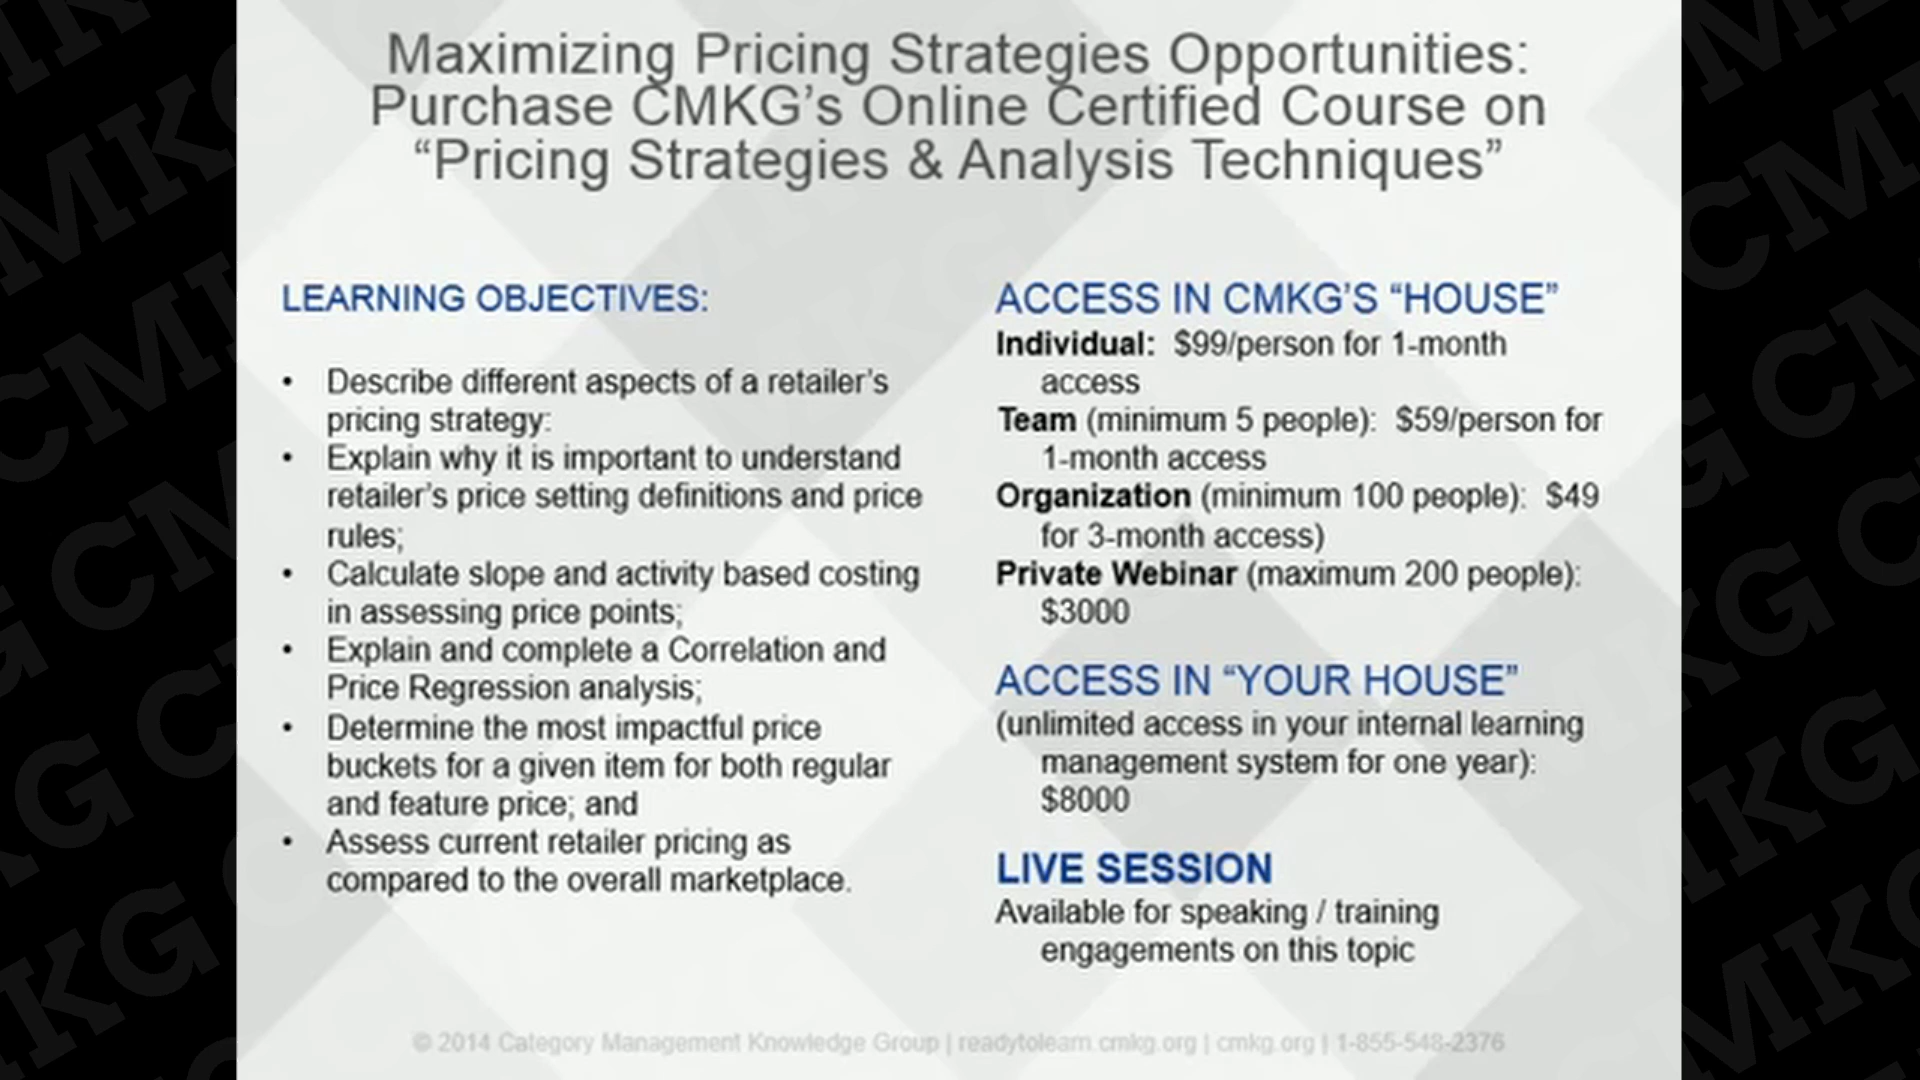 Maximizing Pricing Strategies Opportunities:
Purchase CMKG’s Online Certified Course on
“Pricing Strategies & Analysis Techniques”
LEARNING OBJECTIVES:
• Describe different aspects of a retailer’s
pricing strategy:
• Explain why it is important to understand
retailer’s price setting definitions and price
rules;
• Calculate slope and activity based costing
in assessing price points;
• Explain and complete a Correlation and
Price Regression analysis;
• Determine the most impactful price
buckets for a given item for both regular
and feature price; and
• Assess current retailer pricing as
compared to the overall marketplace.
ACCESS IN CMKG’S “HOUSE”
Individual: $99/person for 1-month
access
Team (minimum 5 people): $59/person for
1-month access
Organization (minimum 100 people): $49
for 3-month access)
Private Webinar (maximum 200 people):
$3000
ACCESS IN “YOUR HOUSE”
(unlimited access in your internal learning
management system for one year):
$8000
LIVE SESSION
Available for speaking / training
engagements on this topic
© 2014 Category Management Knowledge Group | readytolearn.cmkg.org | cmkg.org | 1-855-548-2376